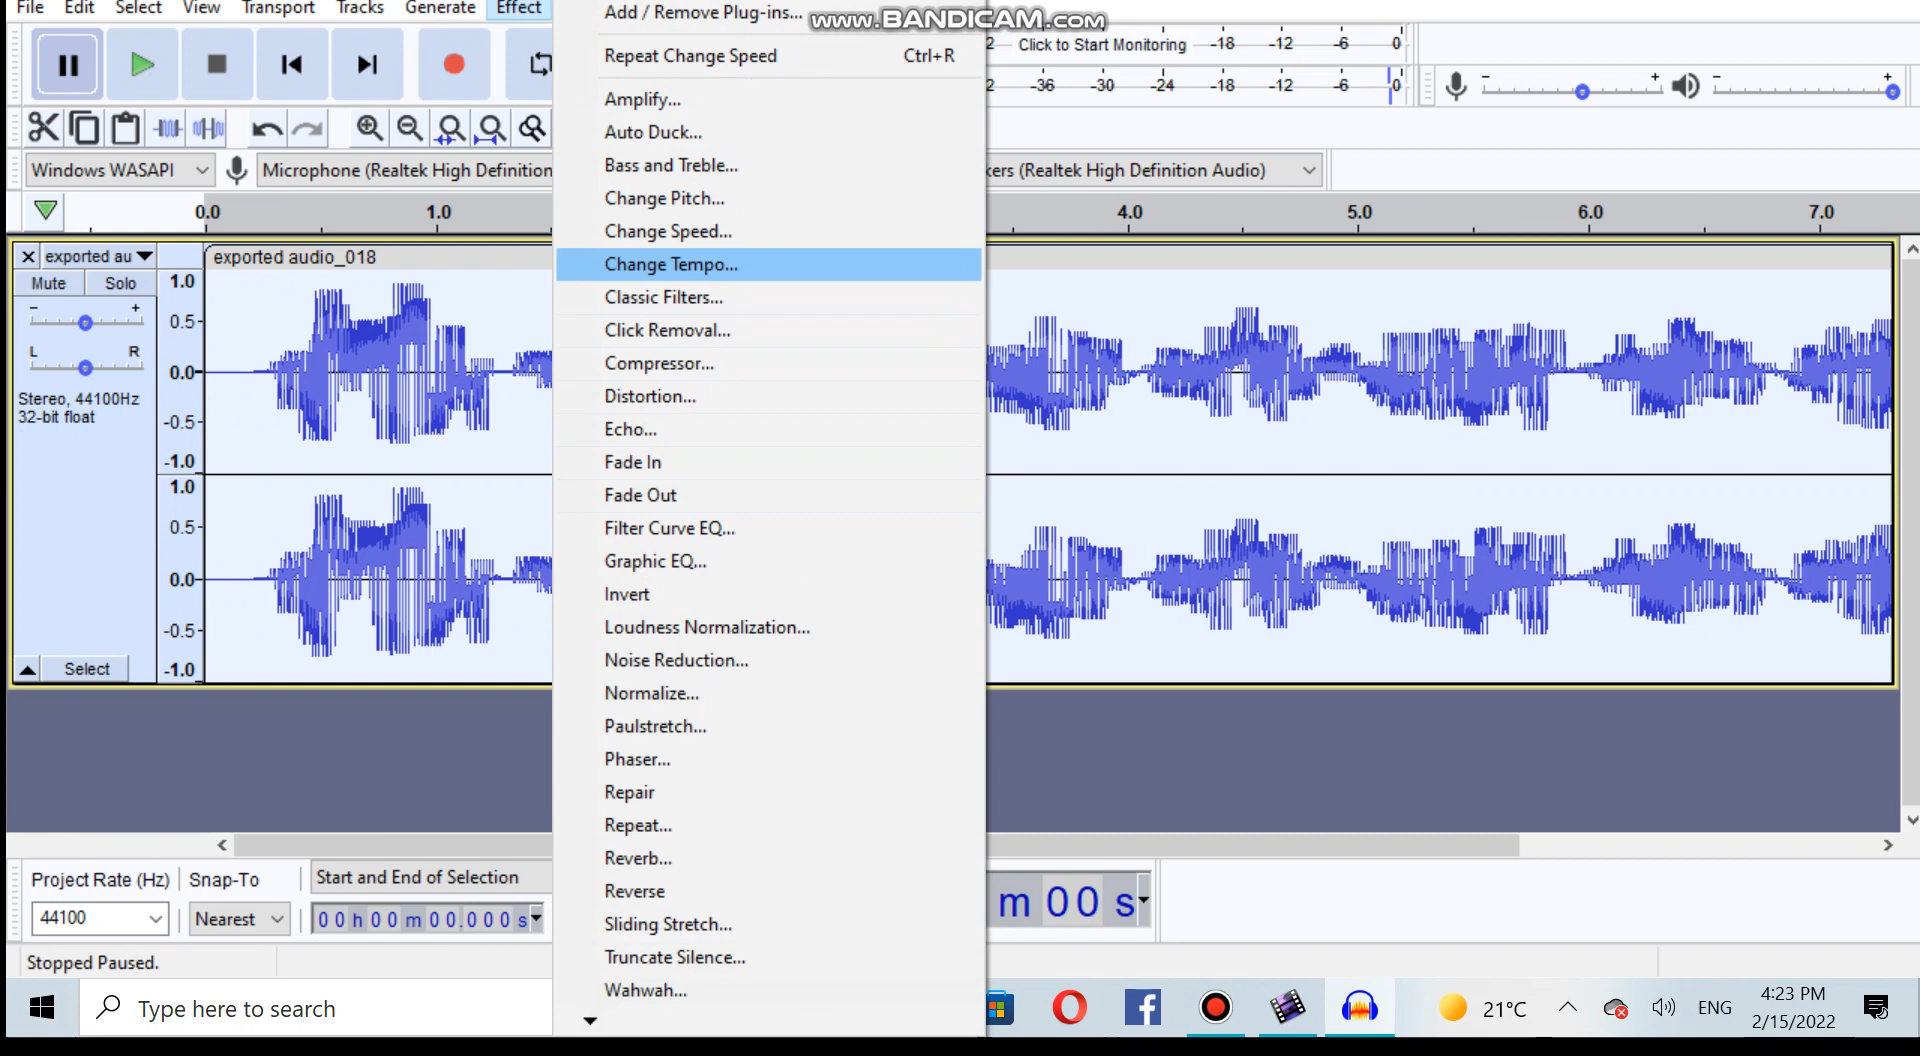 File Edit Select View Transport Tracks Generate Effect
Add / Remove Plug-ins...
www.BANDICAM.com
Repeat Change Speed Ctrl+R
Amplify...
Auto Duck...
Bass and Treble...
Change Pitch...
Change Speed...
Change Tempo...
Classic Filters...
Click Removal...
Compressor...
Distortion...
Echo...
Fade In
Fade Out
Filter Curve EQ...
Graphic EQ...
Invert
Loudness Normalization...
Noise Reduction...
Normalize...
Paulstretch...
Phaser...
Repair
Repeat...
Reverb...
Reverse
Sliding Stretch...
Truncate Silence...
Wahwah...
2 Click to Start Monitoring -18 -12 -6 0
2 -36 -30 -24 -18 -12 -6 0
- +
- +
Windows WASAPI
Microphone (Realtek High Definition
kers (Realtek High Definition Audio)
0.0 1.0 4.0 5.0 6.0 7.0
exported au
exported audio_018
Mute Solo
- +
L R
Stereo, 44100Hz
32-bit float
Select
1.0
0.5-
0.0-
-0.5-
-1.0
1.0
0.5-
0.0-
-0.5-
-1.0
Project Rate (Hz) Snap-To
Start and End of Selection
44100 Nearest
00h00m00.000s
m 00 s
Stopped Paused.
Type here to search
21°C
ENG
4:23 PM
2/15/2022